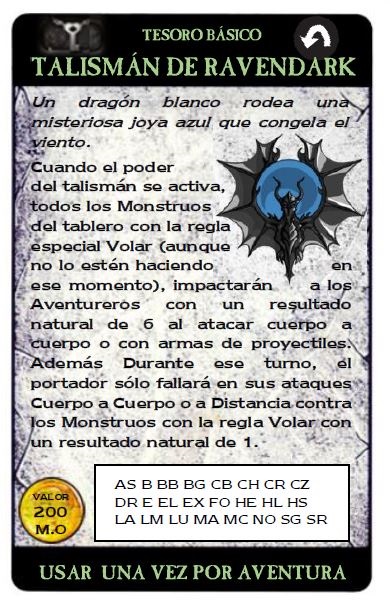 TESORO BÁSICO
TALISMÁN DE RAVENDARK
Un dragón blanco rodea una
misteriosa joya azul que congela el
viento.
Cuando el poder
del talismán se activa,
todos los Monstruos
del tablero con la regla
especial Volar (aunque
no lo estén haciendo en
ese momento), impactarán a los
Aventureros con un resultado
natural de 6 al atacar cuerpo a
cuerpo o con armas de proyectiles.
Además Durante ese turno, el
portador sólo fallará en sus ataques
Cuerpo a Cuerpo o a Distancia contra
los Monstruos con la regla Volar con
un resultado natural de 1.
VALOR
200
M.O
AS B BB BG CB CH CR CZ
DR E EL EX FO HE HL HS
LA LM LU MA MC NO SG SR
USAR UNA VEZ POR AVENTURA